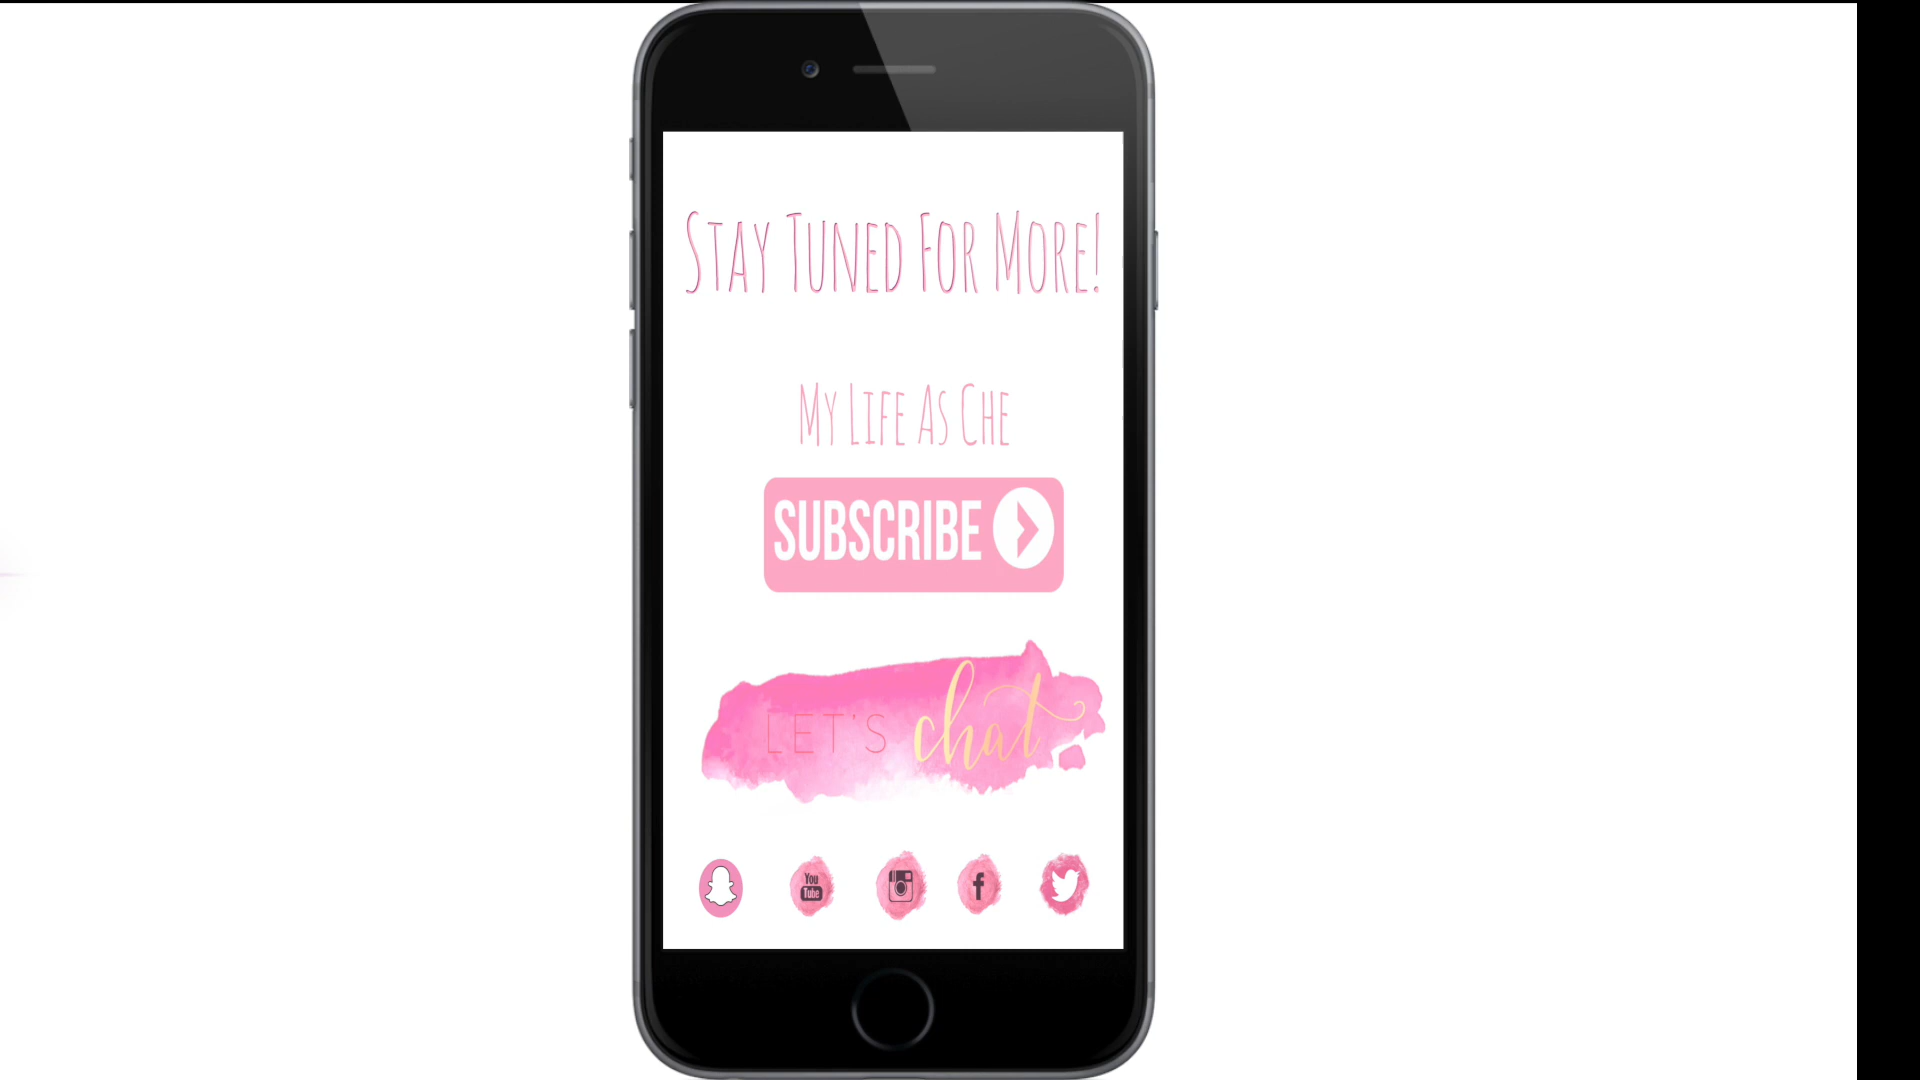 STAY TUNED FOR MORE!
MY LIFE AS CHE
SUBSCRIBE
LET'S chat
You
Tube
f